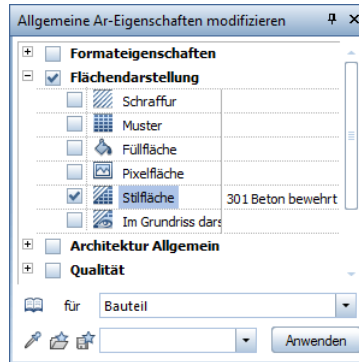 Allgemeine Ar-Eigenschaften modifizieren
Formateigenschaften
Flächendarstellung
Schraffur
Muster
Füllfläche
Pixelfläche
Stilfläche 301 Beton bewehrt
Im Grundriss dars
Architektur Allgemein
Qualität
für Bauteil
Anwenden